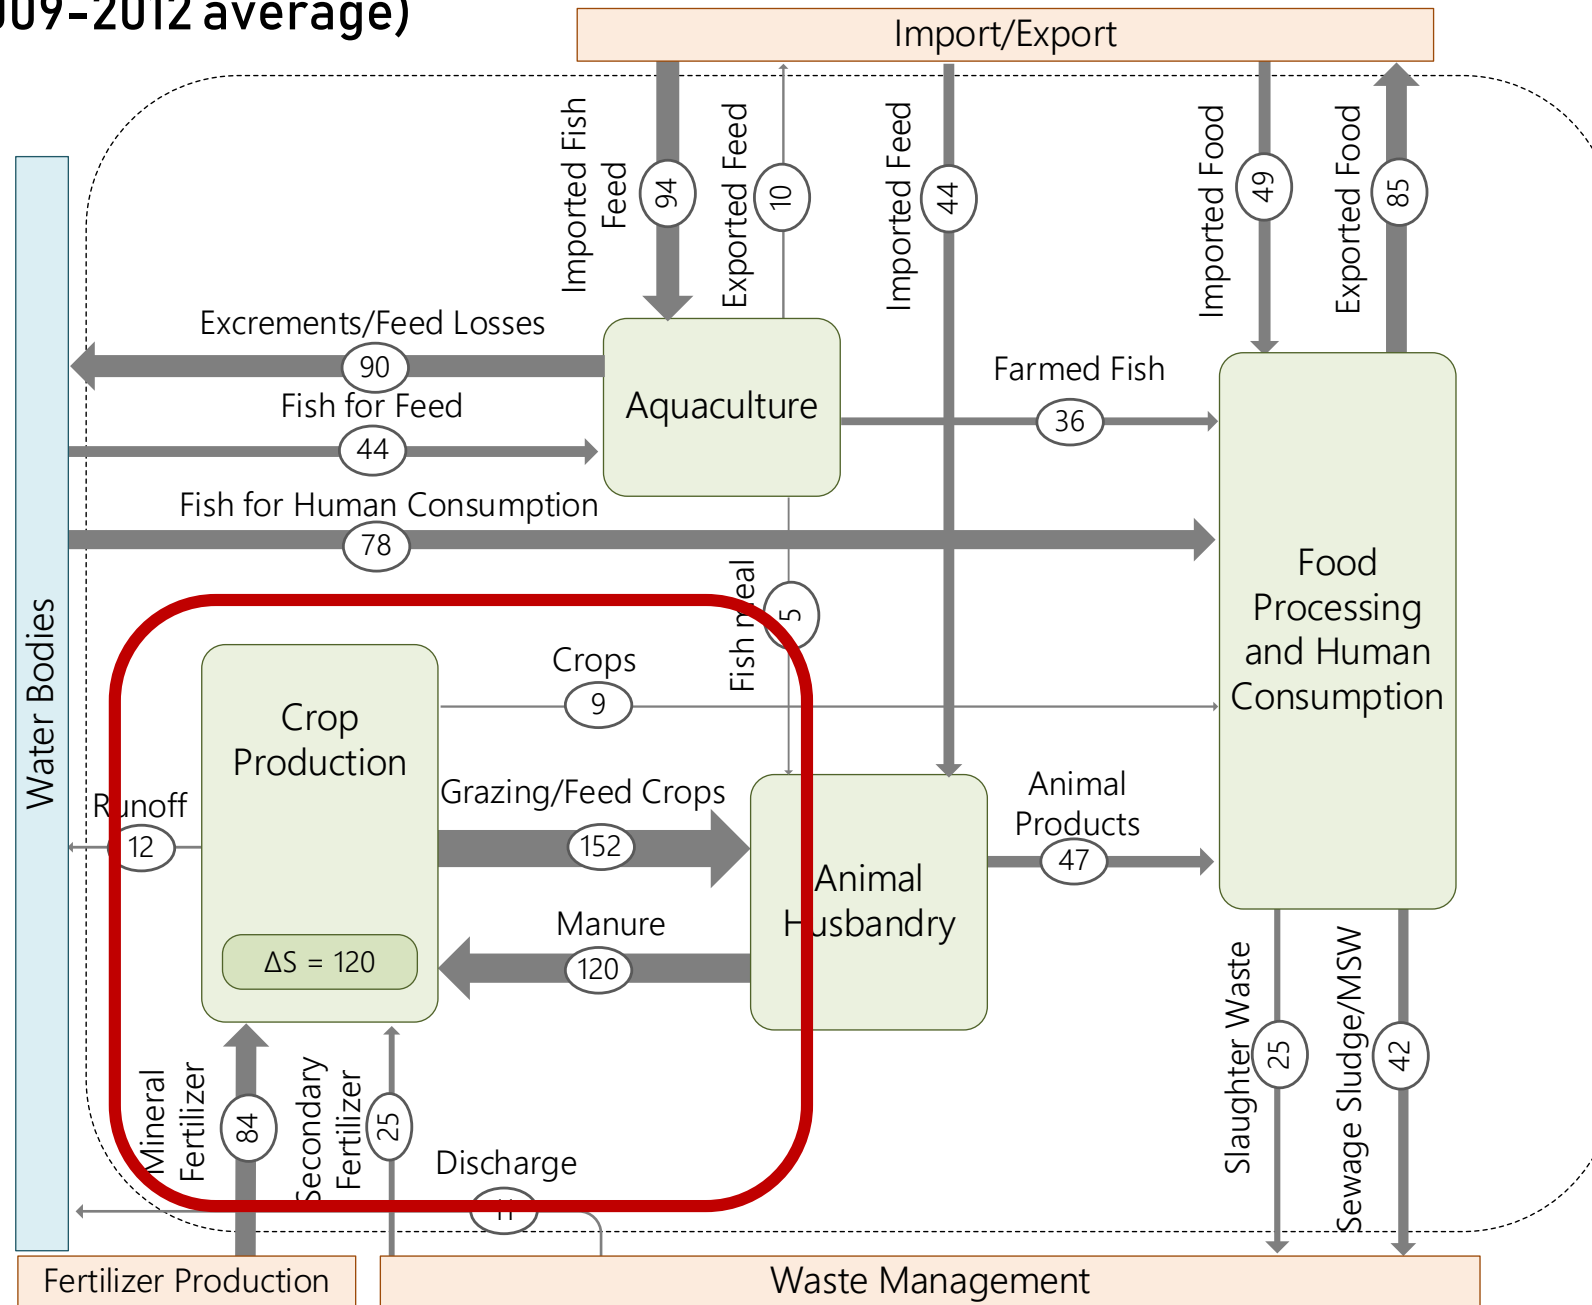 009-2012 average)
Import/Export
Imported Fish
Feed
94
Exported Feed
10
Imported Feed
44
Imported Food
49
Exported Food
85
Excrements/Feed Losses
90
Fish for Feed
44
Aquaculture
Farmed Fish
36
Fish for Human Consumption
78
Fish meal
5
Food
Processing
and Human
Consumption
Water Bodies
Crop
Production
Crops
9
Runoff
12
Grazing/Feed Crops
152
Animal
Products
47
Animal
Husbandry
Manure
120
ΔS = 120
Mineral
Fertilizer
84
Secondary
Fertilizer
25
Discharge
Slaughter Waste
25
Sewage Sludge/MSW
42
Fertilizer Production
Waste Management